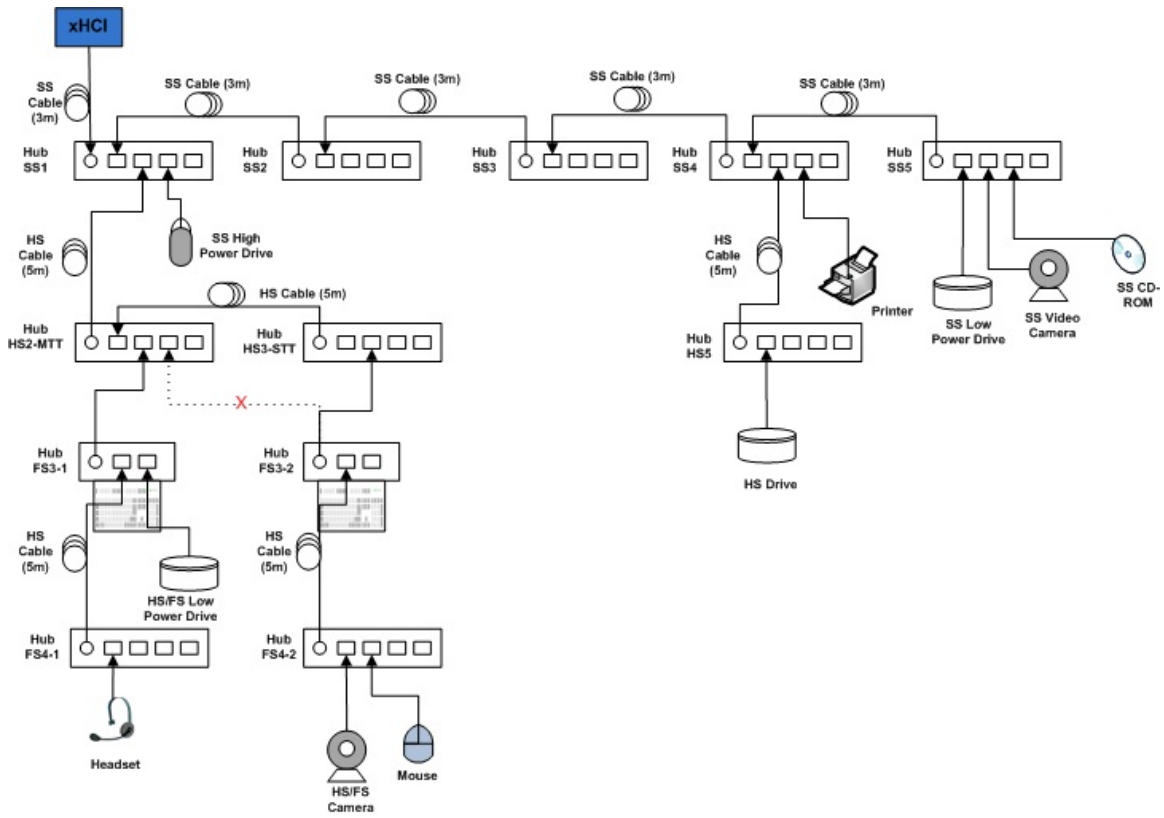 xHCI
SS
Cable
(3m)
SS Cable (3m)
SS Cable (3m)
SS Cable (3m)
SS Cable (3m)
Hub
SS1
Hub
SS2
Hub
SS3
Hub
SS4
Hub
SS5
HS
Cable
(5m)
SS High
Power Drive
HS
Cable
(5m)
Printer
SS Low
Power Drive
SS Video
Camera
SS CD-
ROM
HS Cable (5m)
Hub
HS2-MTT
Hub
HS3-STT
Hub
HS5
X
Hub
FS3-1
Hub
FS3-2
HS Drive
HS
Cable
(5m)
HS
Cable
(5m)
HS/FS Low
Power Drive
Hub
FS4-1
Hub
FS4-2
Headset
HS/FS
Camera
Mouse